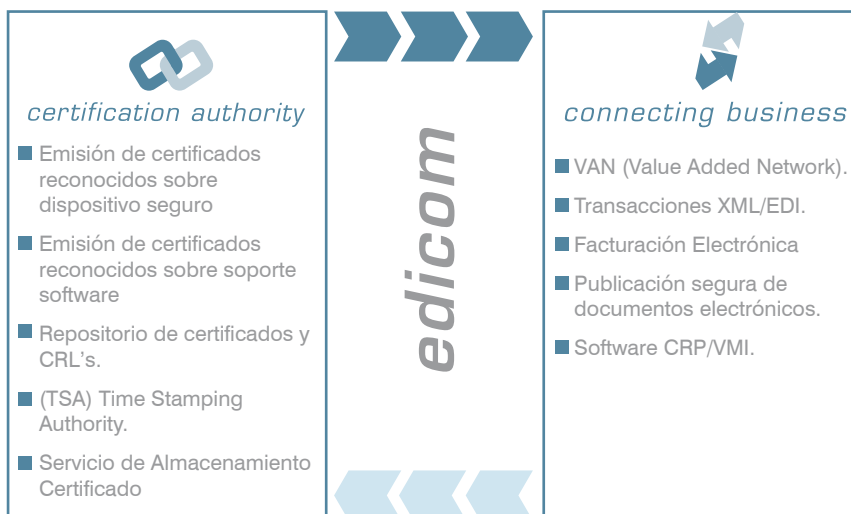 certification authority
Emisión de certificados
reconocidos sobre
dispositivo seguro
Emisión de certificados
reconocidos sobre soporte
software
Repositorio de certificados y
CRL's.
(TSA) Time Stamping
Authority.
Servicio de Almacenamiento
Certificado
edicom
connecting business
VAN (Value Added Network).
Transacciones XML/EDI.
Facturación Electrónica
Publicación segura de
documentos electrónicos.
Software CRP/VMI.